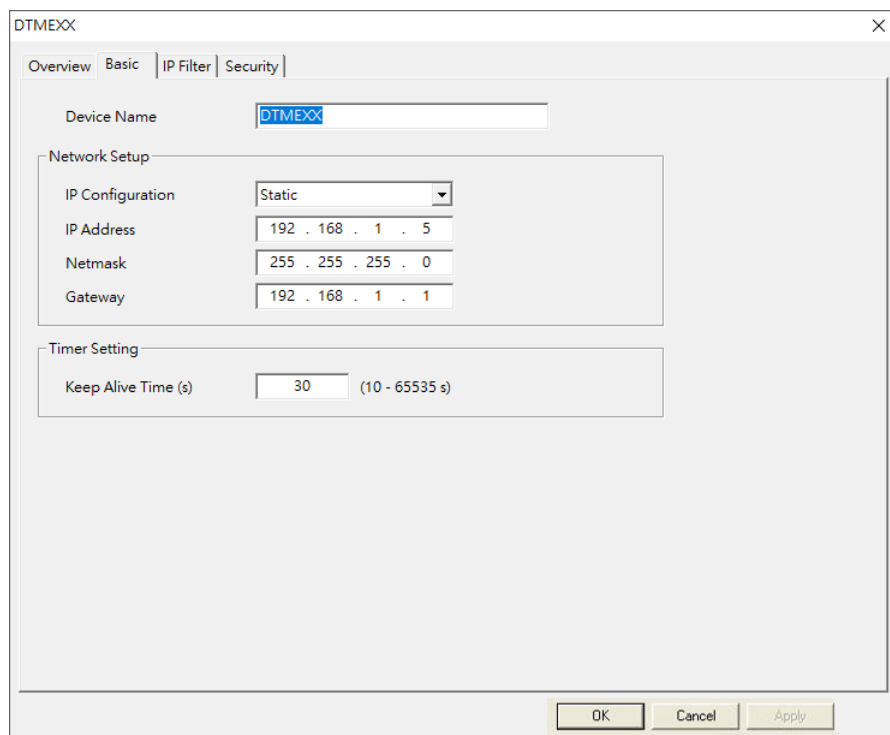 DTMEXX
Overview Basic IP Filter Security
Device Name DTMEXX
Network Setup
IP Configuration Static
IP Address 192 . 168 . 1 . 5
Netmask 255 . 255 . 255 . 0
Gateway 192 . 168 . 1 . 1
Timer Setting
Keep Alive Time (s) 30 (10 - 65535 s)
OK Cancel Apply